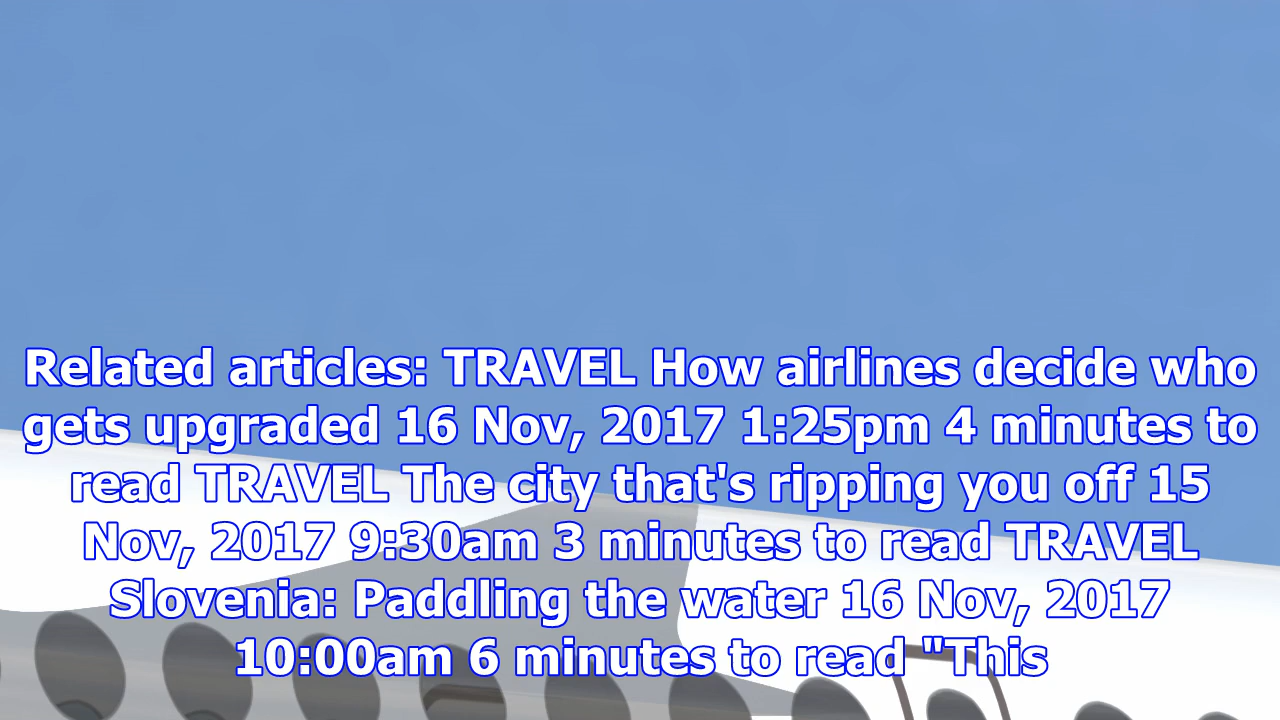 Related articles: TRAVEL How airlines decide who
gets upgraded 16 Nov, 2017 1:25pm 4 minutes to
read TRAVEL The city that's ripping you off 15
Nov, 2017 9:30am 3 minutes to read TRAVEL
Slovenia: Paddling the water 16 Nov, 2017
10:00am 6 minutes to read "This